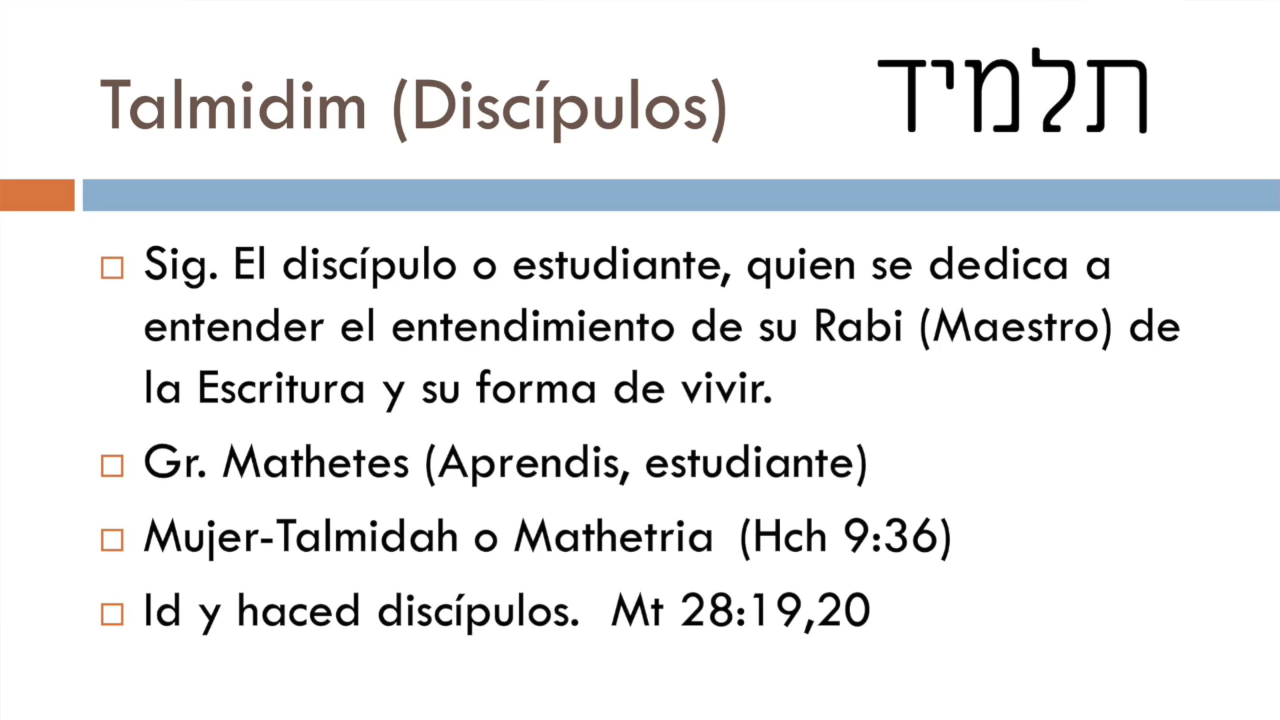 Talmidim (Discípulos)
תלמיד
Sig. El discípulo o estudiante, quien se dedica a
entender el entendimiento de su Rabi (Maestro) de
la Escritura y su forma de vivir.
Gr. Mathetes (Aprendis, estudiante)
Mujer-Talmidah o Mathetria (Hch 9:36)
Id y haced discípulos. Mt 28:19,20